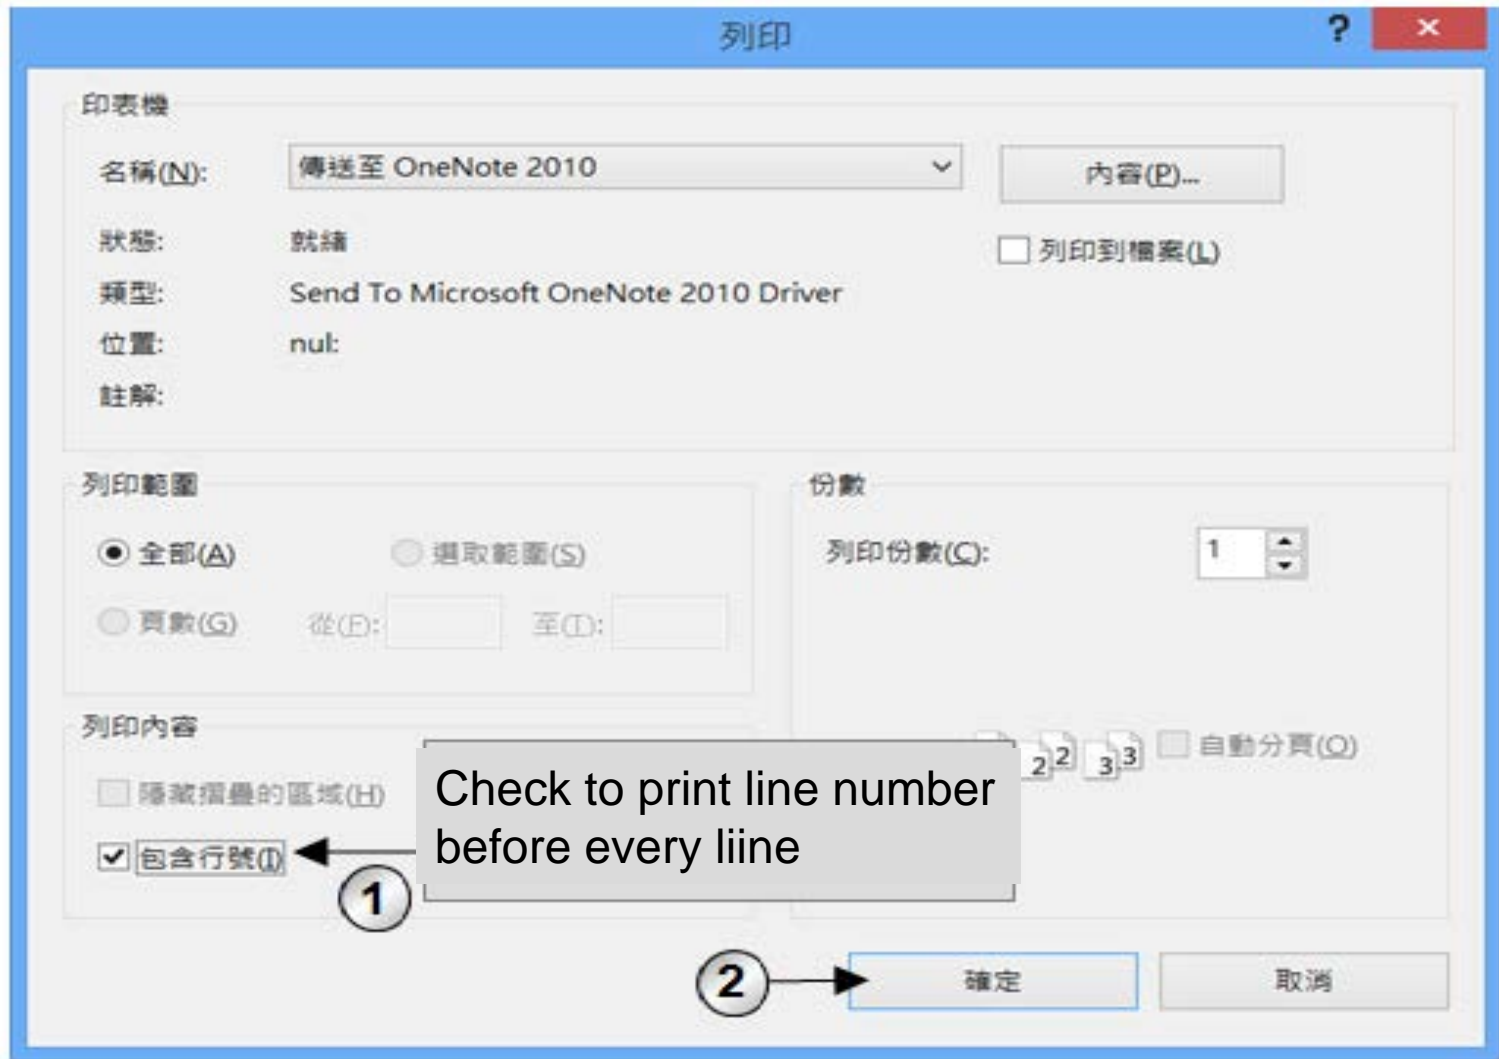 列印
?
印表機
名稱(N): 傳送至 OneNote 2010 內容(P)...
狀態: 就緒 列印到檔案(L)
類型: Send To Microsoft OneNote 2010 Driver
位置: nul:
註解:
列印範圍
全部(A) 選取範圍(S)
頁數(G) 從(F): 至(T):
份數
列印份數(C): 1
2 2 3 3 自動分頁(O)
列印內容
隱藏摺疊的區域(H)
包含行號(I)
Check to print line number
before every liine
1
2
確定 取消